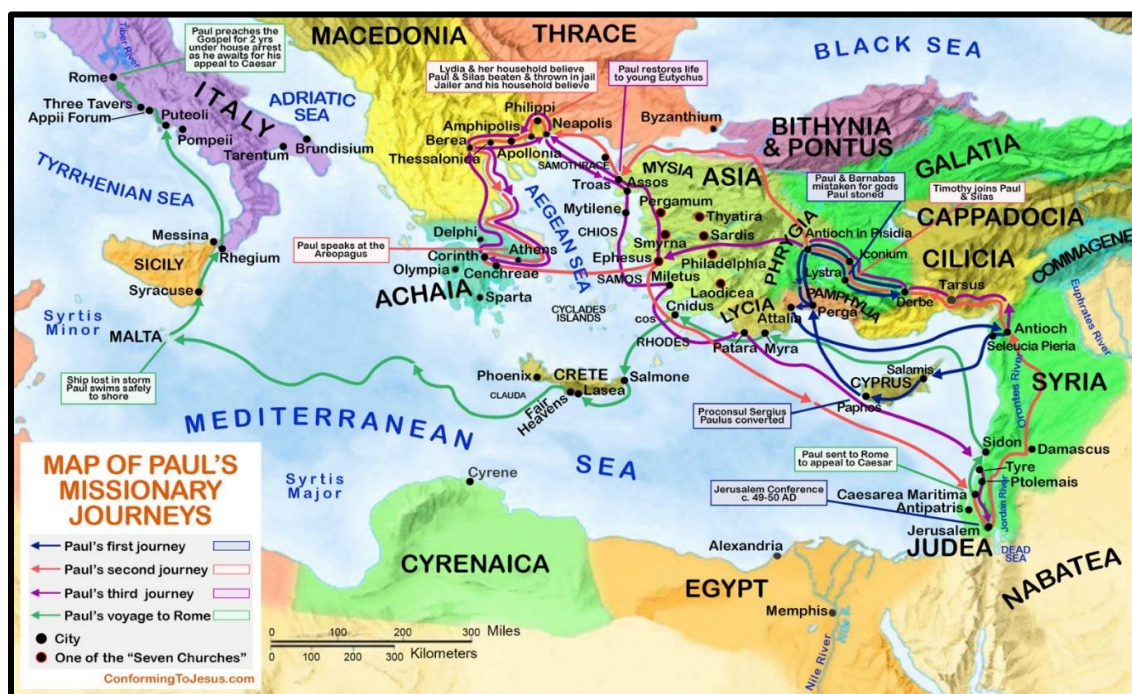 MACEDONIA
THRACE
BLACK SEA
Tiber River
Paul preaches the
Gospel for 2 yrs
under house arrest
as he awaits for his
appeal to Caesar
Lydia & her household believe
Paul & Silas beaten & thrown in jail
Jailer and his household believe
Paul restores life
to young Eutychus
Rome
Three Tavers
Appii Forum
Puteoli
Pompeii
ITALY
ADRIATIC
SEA
Tarentum
Brundisium
TYRRHENIAN SEA
Philippi
Neapolis
Amphipolis
Berea
Apollonia
Thessalonica
SAMOTHRACE
Byzanthium
BITHYNIA
& PONTUS
GALATIA
MYSIA
ASIA
Troas
Assos
Mytilene
Pergamum
Thyatira
Sardis
Smyrna
Ephesus
Philadelphia
Miletus
Laodicea
CHIOS
SAMOS
AEGEAN SEA
Paul & Barnabas
mistaken for gods
Paul stoned
Timothy joins Paul
& Silas
CAPPADOCIA
PHRYGIA
Antioch in Pisidia
Iconium
Lystra
Derbe
CILICIA
Tarsus
COMMAGENE
Euphrates River
Paul speaks at the
Areopagus
Delphi
Corinth
Athens
Olympia
Cenchreae
ACHAIA
Sparta
CYCLADES
ISLANDS
Messina
Rhegium
SICILY
Syracuse
Syrtis
Minor
MALTA
Cnidus
COS
RHODES
LYCIA
PAMPHYLIA
Attalia
Perga
Patara
Myra
Antioch
Seleucia Pieria
Salamis
CYPRUS
Paphos
Orontes River
SYRIA
Ship lost in storm
Paul swims safely
to shore
Phoenix
CRETE
Lasea
Salmone
CLAUDA
Fair
Heavens
MEDITERRANEAN
SEA
Proconsul Sergius
Paulus converted
Paul sent to Rome
to appeal to Caesar
Sidon
Damascus
Tyre
Ptolemais
Caesarea Maritima
Antipatris
Jordan River
Jerusalem Conference
c. 49-50 AD
Jerusalem
JUDEA
DEAD
SEA
NABATEA
Syrtis
Major
Cyrene
CYRENAICA
Alexandria
EGYPT
Memphis
Nile River
MAP OF PAUL'S
MISSIONARY
JOURNEYS
Paul's first journey
Paul's second journey
Paul's third journey
Paul's voyage to Rome
City
One of the "Seven Churches"
ConformingToJesus.com
0 100 200 300 Miles
0 100 200 300
Kilometers